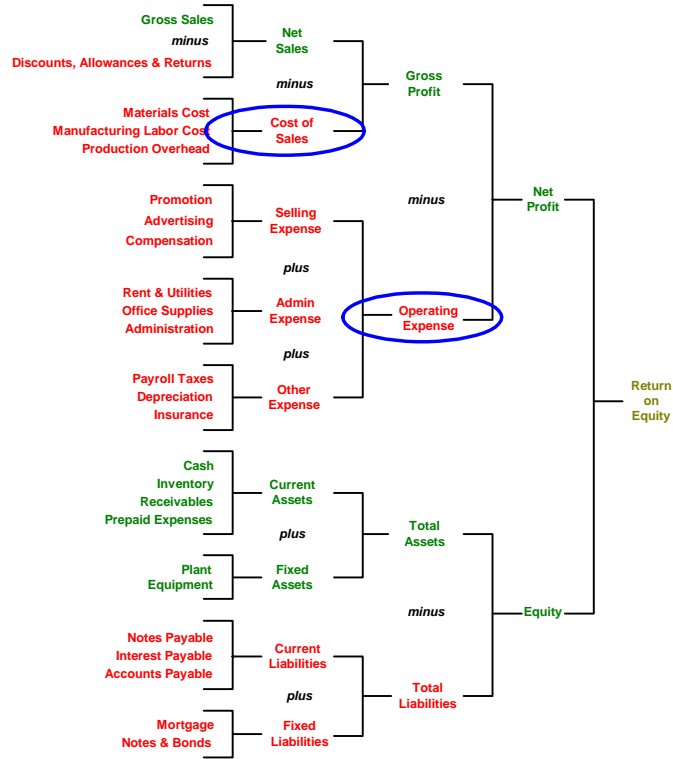 Gross Sales
minus
Discounts, Allowances & Returns
Net
Sales
minus
Gross
Profit
Materials Cost
Manufacturing Labor Cost
Production Overhead
Cost of
Sales
minus
Net
Profit
Promotion
Advertising
Compensation
Selling
Expense
plus
Rent & Utilities
Office Supplies
Administration
Admin
Expense
Operating
Expense
plus
Payroll Taxes
Depreciation
Insurance
Other
Expense
Return
on
Equity
Cash
Inventory
Receivables
Prepaid Expenses
Current
Assets
plus
Total
Assets
Plant
Equipment
Fixed
Assets
minus
Equity
Notes Payable
Interest Payable
Accounts Payable
Current
Liabilities
plus
Total
Liabilities
Mortgage
Notes & Bonds
Fixed
Liabilities